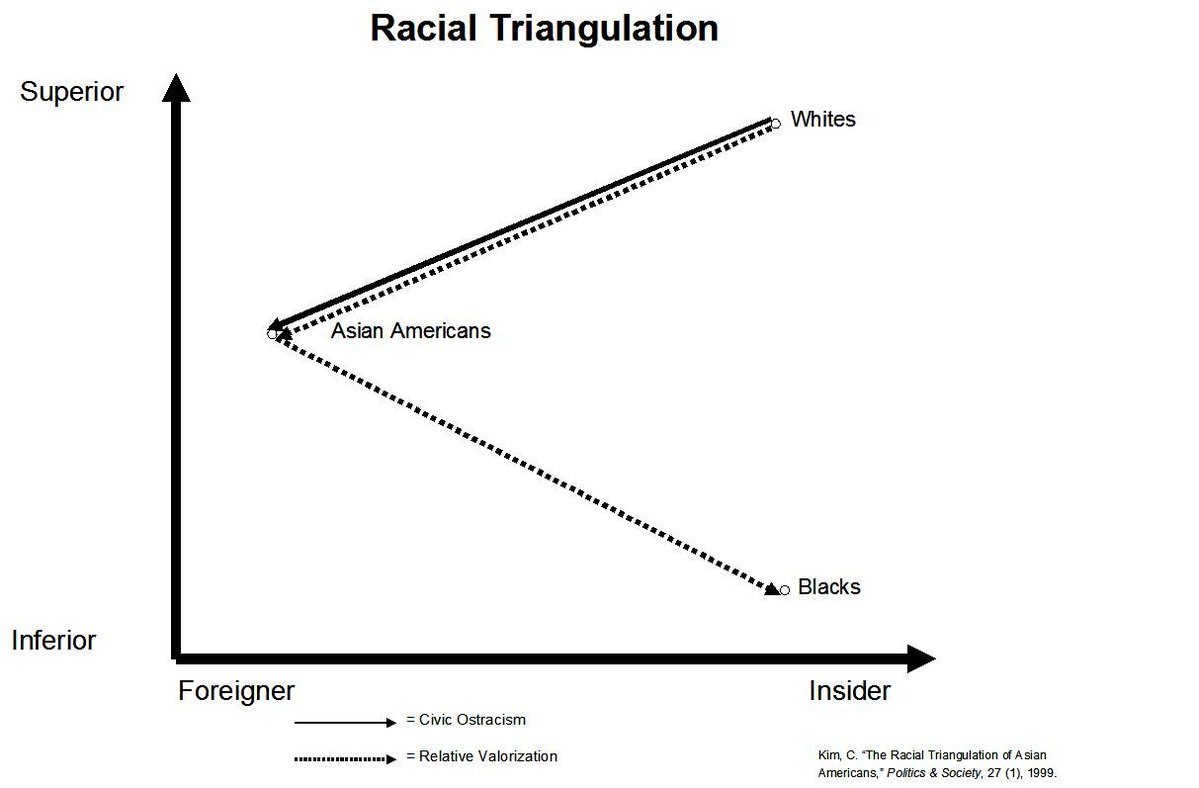 Racial Triangulation
Superior
Whites
Asian Americans
Blacks
Inferior
Foreigner
Insider
= Civic Ostracism
= Relative Valorization
Kim, C. “The Racial Triangulation of Asian
Americans,” Politics & Society, 27 (1), 1999.